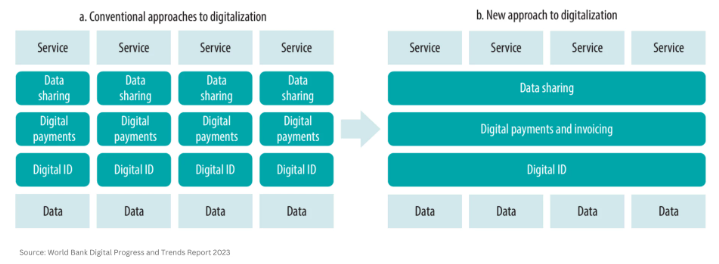 a. Conventional approaches to digitalization
Service Service Service Service
Data Data Data Data
sharing sharing sharing sharing
Digital Digital Digital Digital
payments payments payments payments
Digital ID Digital ID Digital ID Digital ID
Data Data Data Data
b. New approach to digitalization
Service Service Service Service
Data sharing
Digital payments and invoicing
Digital ID
Data Data Data Data
Source: World Bank Digital Progress and Trends Report 2023